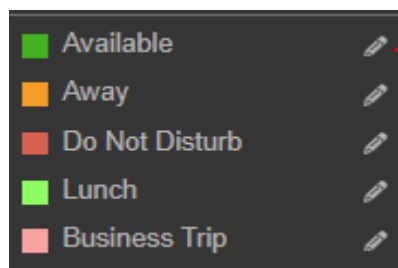 Available
Away
Do Not Disturb
Lunch
Business Trip